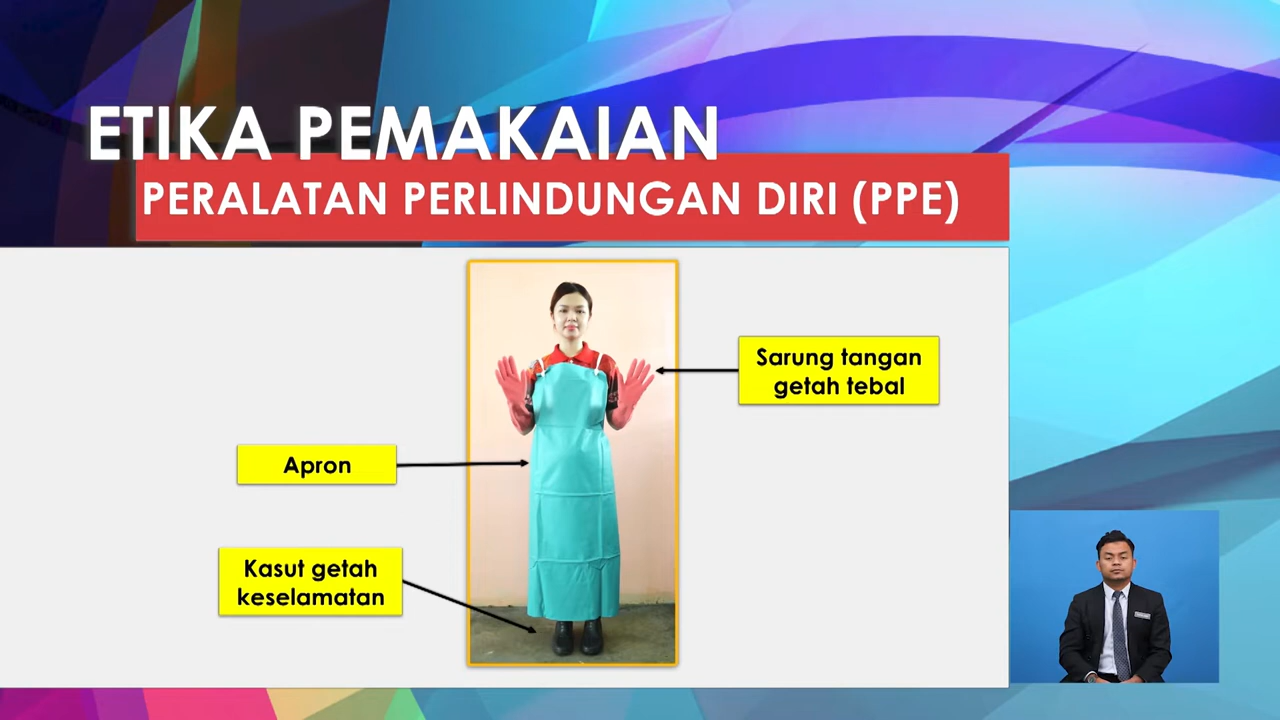 ETIKA PEMAKAIAN
PERALATAN PERLINDUNGAN DIRI (PPE)
Sarung tangan
getah tebal
Apron
Kasut getah
keselamatan